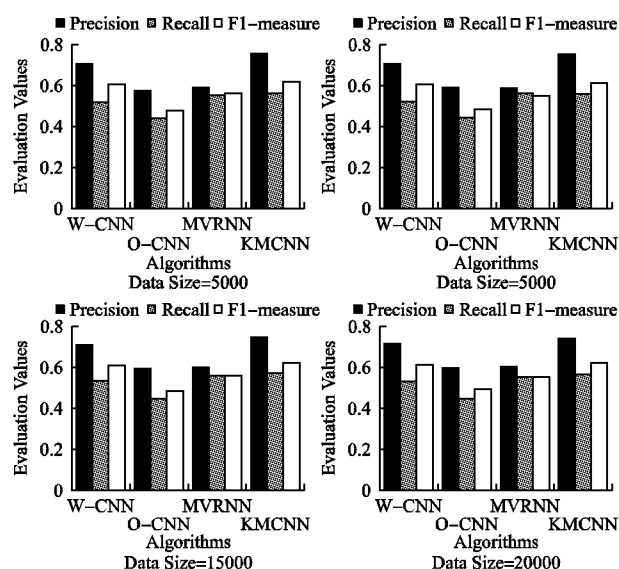 Precision Recall F1-measure
0.8
0.6
0.4
0.2
0
Evaluation Values
W-CNN MVRNN
O-CNN KMCNN
Algorithms
Data Size=5000
Precision Recall F1-measure
0.8
0.6
0.4
0.2
0
Evaluation Values
W-CNN MVRNN
O-CNN KMCNN
Algorithms
Data Size=5000
Precision Recall F1-measure
0.8
0.6
0.4
0.2
0
Evaluation Values
W-CNN MVRNN
O-CNN KMCNN
Algorithms
Data Size=15000
Precision Recall F1-measure
0.8
0.6
0.4
0.2
0
Evaluation Values
W-CNN MVRNN
O-CNN KMCNN
Algorithms
Data Size=20000